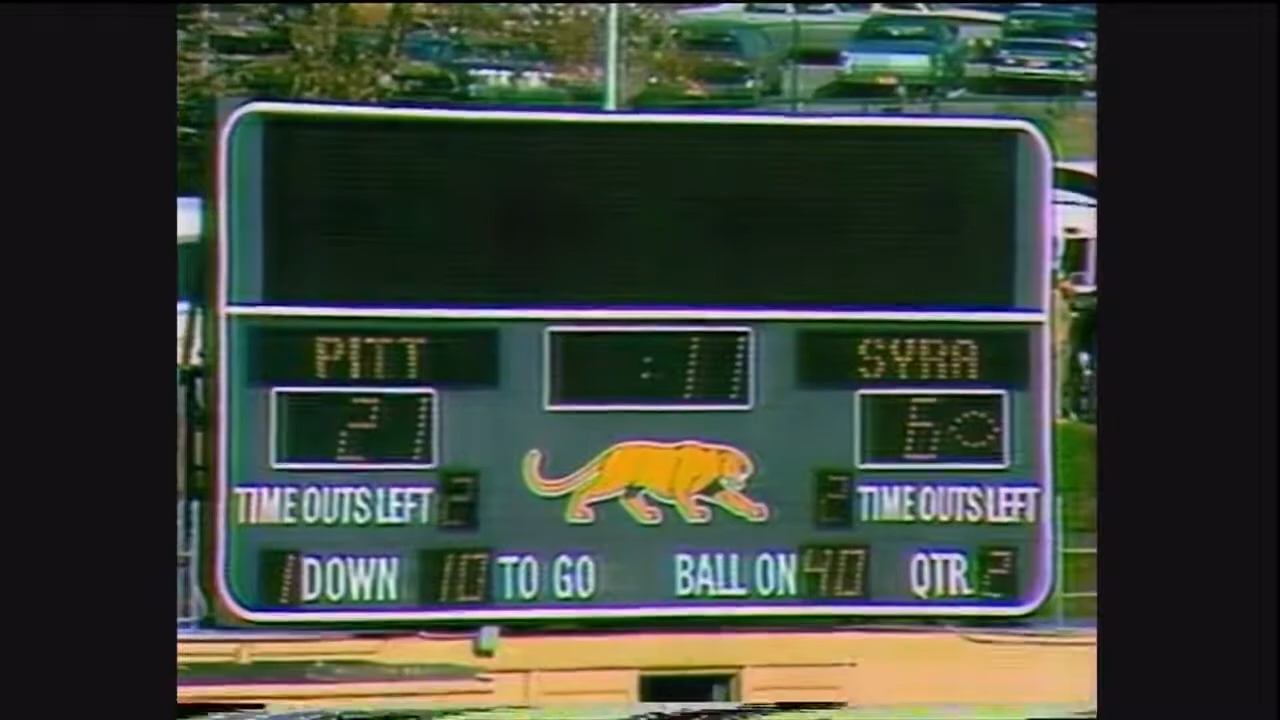 PITT :11 SYRA
21 6
TIME OUTS LEFT 2 2 TIME OUTS LEFT
1 DOWN 10 TO GO BALL ON 40 QTR. 2